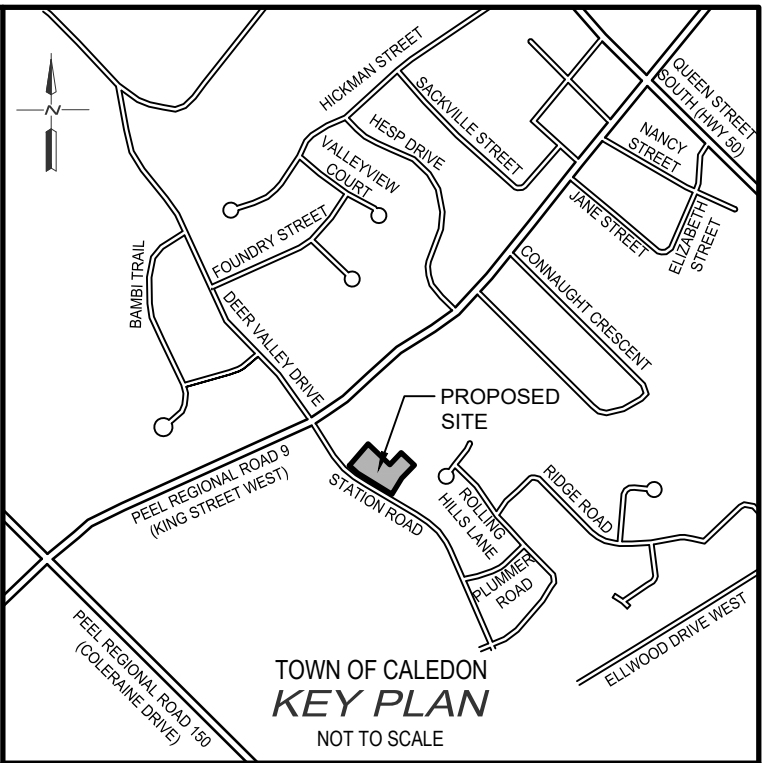 N
HICKMAN STREET
SACKVILLE STREET
QUEEN STREET
SOUTH (HWY 50)
HESP DRIVE
NANCY
STREET
VALLEYVIEW
COURT
JANE STREET
ELIZABETH
STREET
FOUNDRY STREET
BAMBI TRAIL
CONNAUGHT CRESCENT
DEER VALLEY DRIVE
PROPOSED
SITE
PEEL REGIONAL ROAD 9
(KING STREET WEST)
STATION ROAD
ROLLING
HILLS LANE
RIDGE ROAD
PLUMMER
ROAD
ELLWOOD DRIVE WEST
PEEL REGIONAL ROAD 150
(COLERAINE DRIVE)
TOWN OF CALEDON
KEY PLAN
NOT TO SCALE